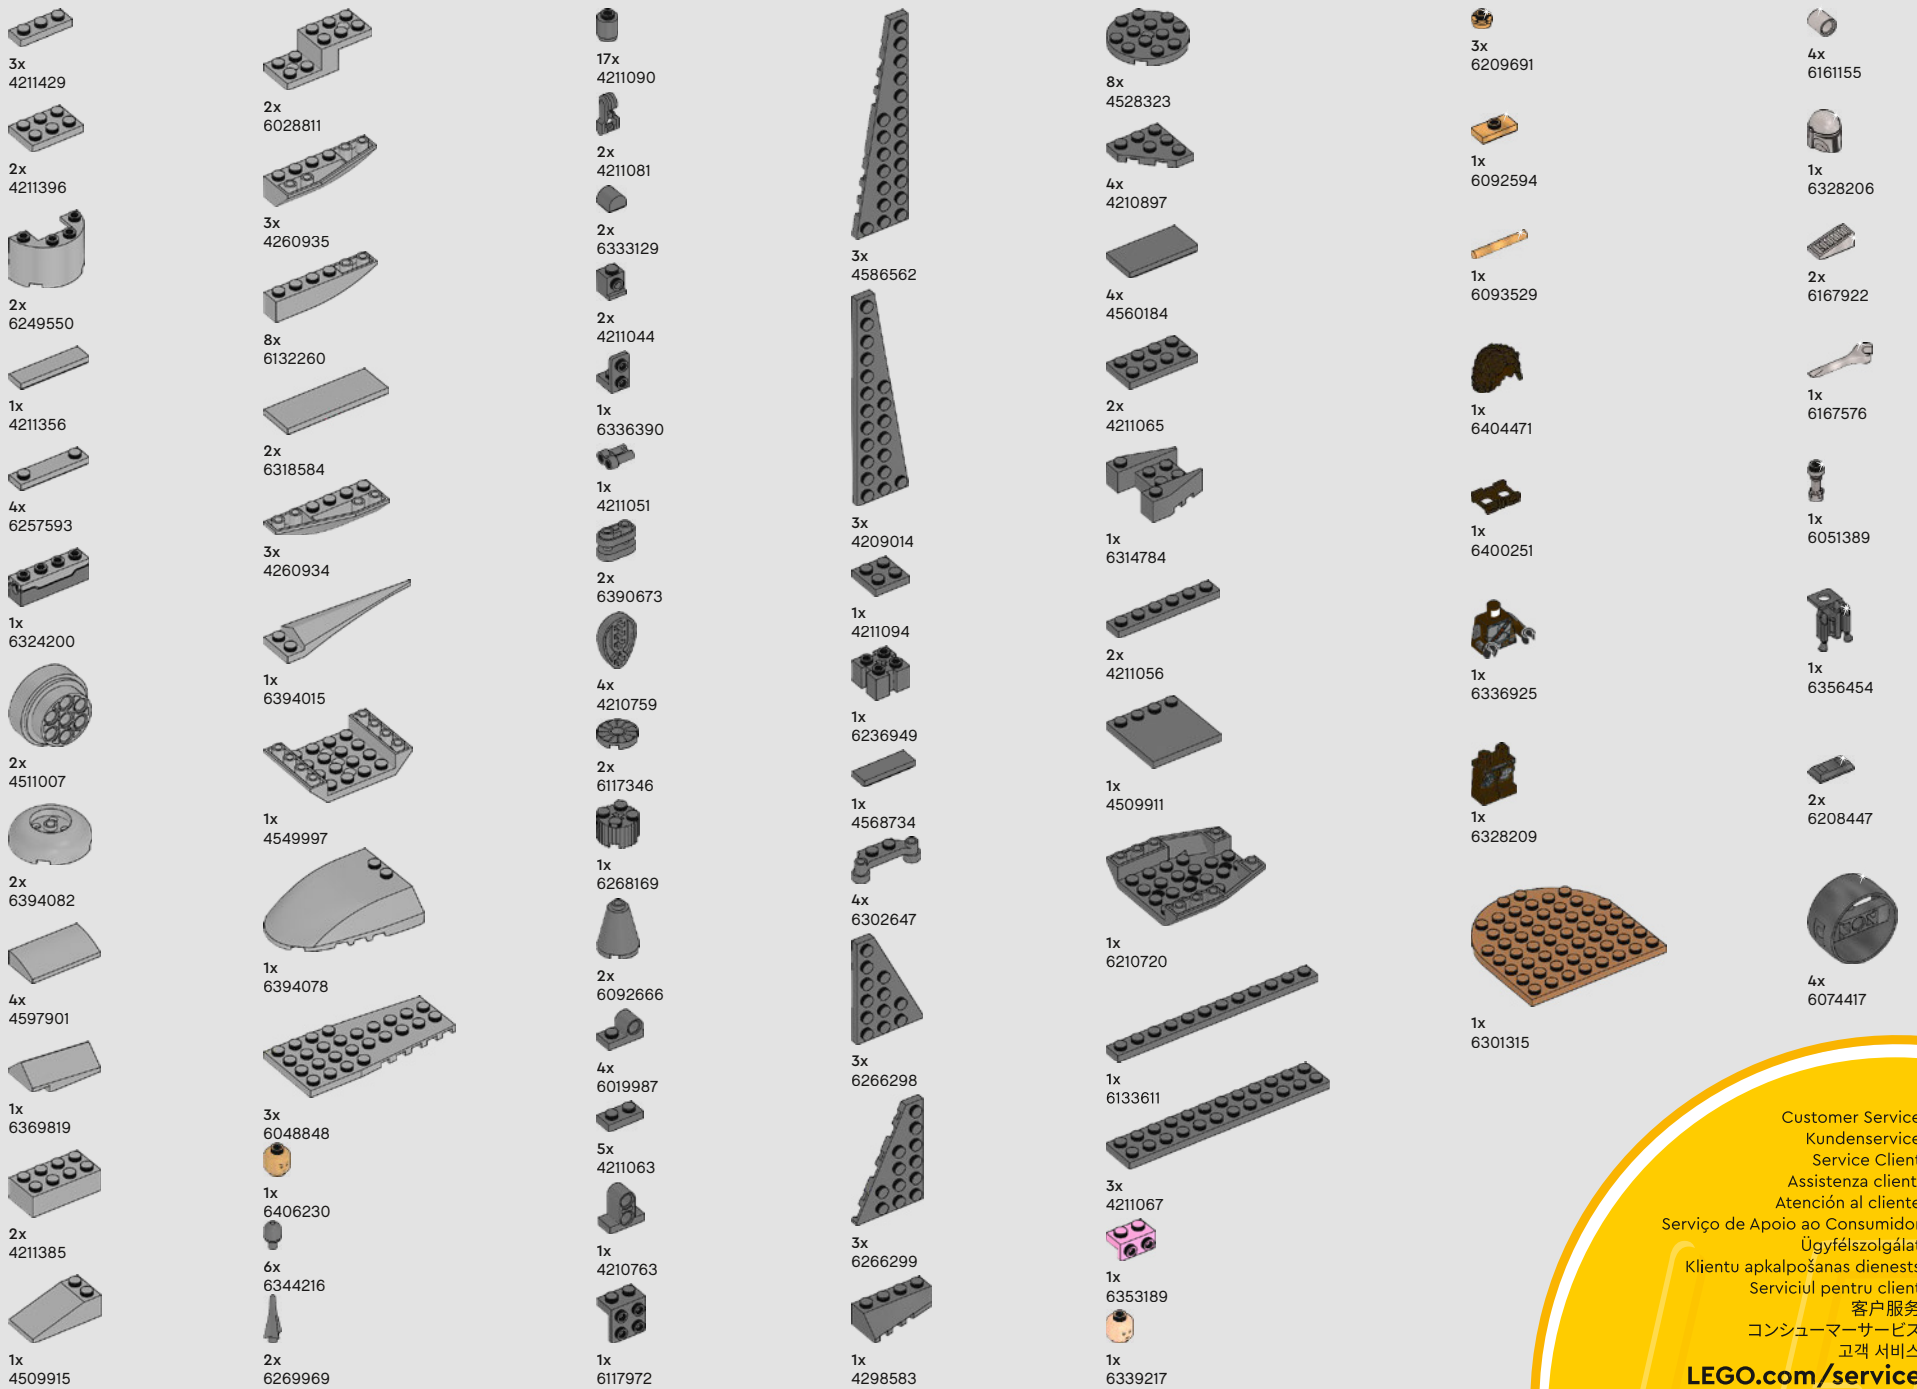 3x
4211429
2x
4211396
2x
6249550
1x
4211356
4x
6257593
1x
6324200
2x
4511007
2x
6394082
4x
4597901
1x
6369819
2x
4211385
1x
4509915
2x
6028811
3x
4260935
8x
6132260
2x
6318584
3x
4260934
1x
6394015
1x
4549997
1x
6394078
3x
6048848
1x
6406230
6x
6344216
2x
6269969
17x
4211090
2x
4211081
2x
6333129
2x
4211044
1x
6336390
1x
4211051
2x
6390673
4x
4210759
2x
6117346
1x
6268169
2x
6092666
4x
6019987
5x
4211063
1x
4210763
1x
6117972
3x
4586562
3x
4209014
1x
4211094
1x
6236949
1x
4568734
4x
6302647
3x
6266298
3x
6266299
1x
4298583
8x
4528323
4x
4210897
4x
4560184
2x
4211065
1x
6314784
2x
4211056
1x
4509911
1x
6210720
1x
6133611
3x
4211067
1x
6353189
1x
6339217
3x
6209691
1x
6092594
1x
6093529
1x
6404471
1x
6400251
1x
6336925
1x
6328209
1x
6301315
4x
6161155
1x
6328206
2x
6167922
1x
6167576
1x
6051389
1x
6356454
2x
6208447
4x
6074417
Customer Service
Kundenservice
Service Client
Assistenza client
Atención al cliente
Serviço de Apoio ao Consumidor
Ügyfélszolgálat
Klientu apkalpošanas dienests
Serviciul pentru client
客户服务
コンシューマーサービス
고객 서비스
LEGO.com/service